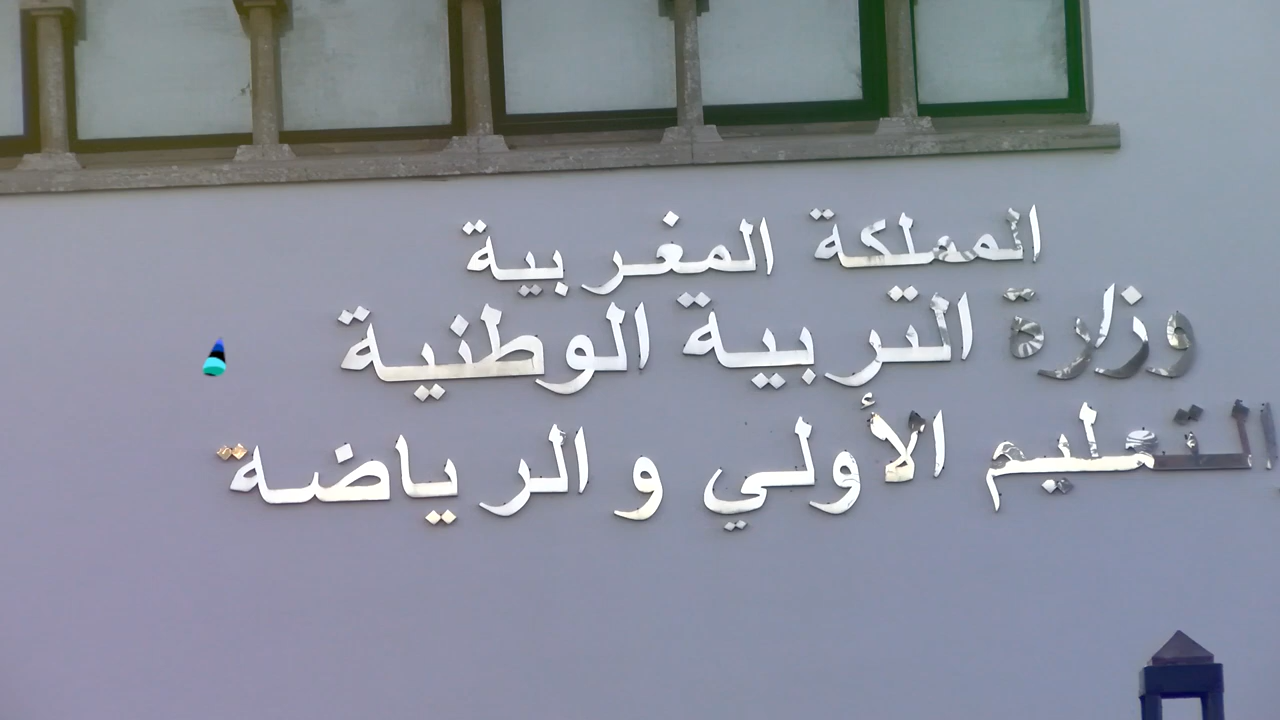 المملكة المغربية
وزارة التربية الوطنية
التعليم الأولي و الرياضة